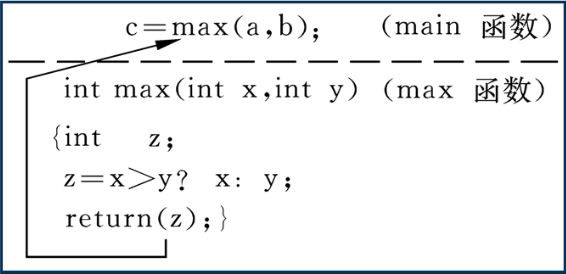 c=max(a,b); (main 函数)
int max(int x,int y) (max 函数)
{int z;
z=x>y? x: y;
return(z);}